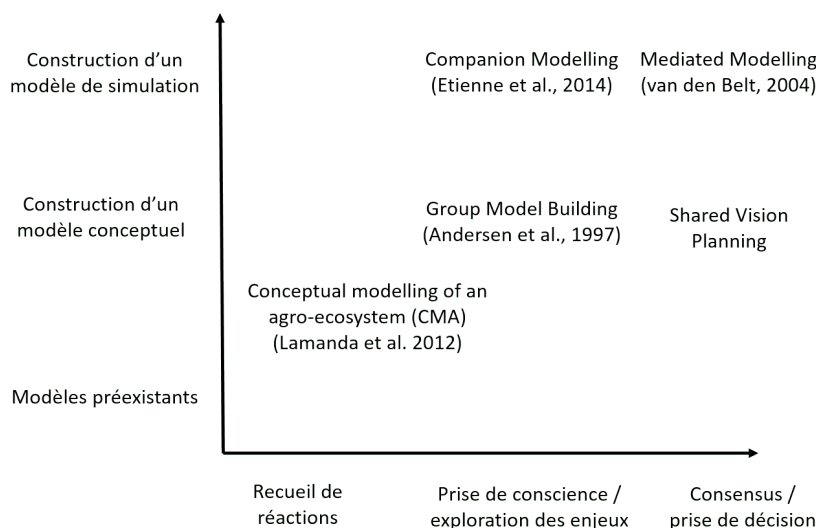 Construction d’un
modèle de simulation
Companion Modelling
(Etienne et al., 2014)
Mediated Modelling
(van den Belt, 2004)
Construction d’un
modèle conceptuel
Group Model Building
(Andersen et al., 1997)
Shared Vision
Planning
Conceptual modelling of an
agro-ecosystem (CMA)
(Lamanda et al. 2012)
Modèles préexistants
Recueil de
réactions
Prise de conscience /
exploration des enjeux
Consensus /
prise de décision